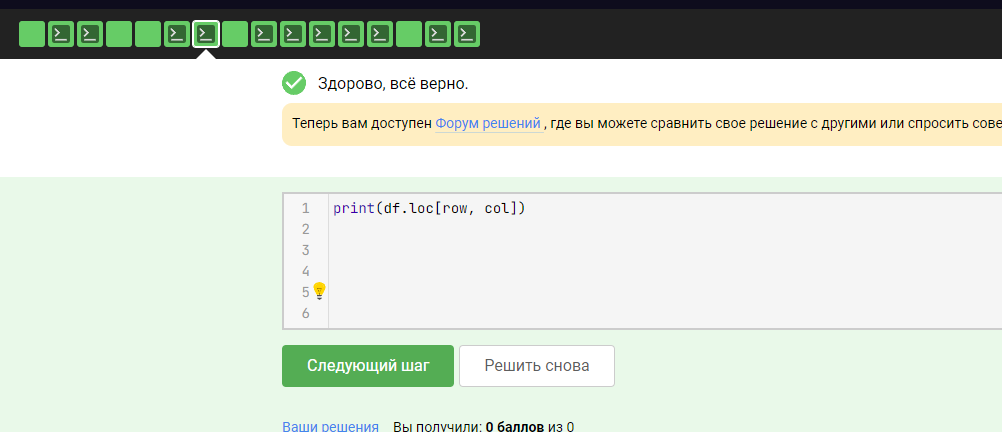 Здорово, всё верно.
Теперь вам доступен Форум решений , где вы можете сравнить свое решение с другими или спросить сове
1 print(df.loc[row, col])
2
3
4
5
6
Следующий шаг Решить снова
Ваши решения Вы получили: 0 баллов из 0